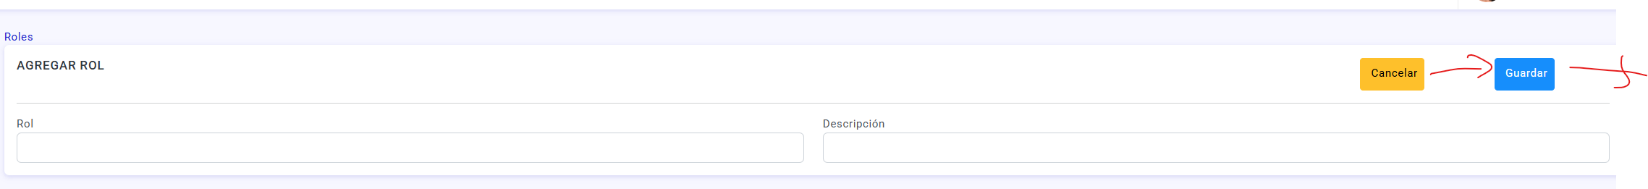 Roles
AGREGAR ROL
Cancelar
Guardar
Rol
Descripción